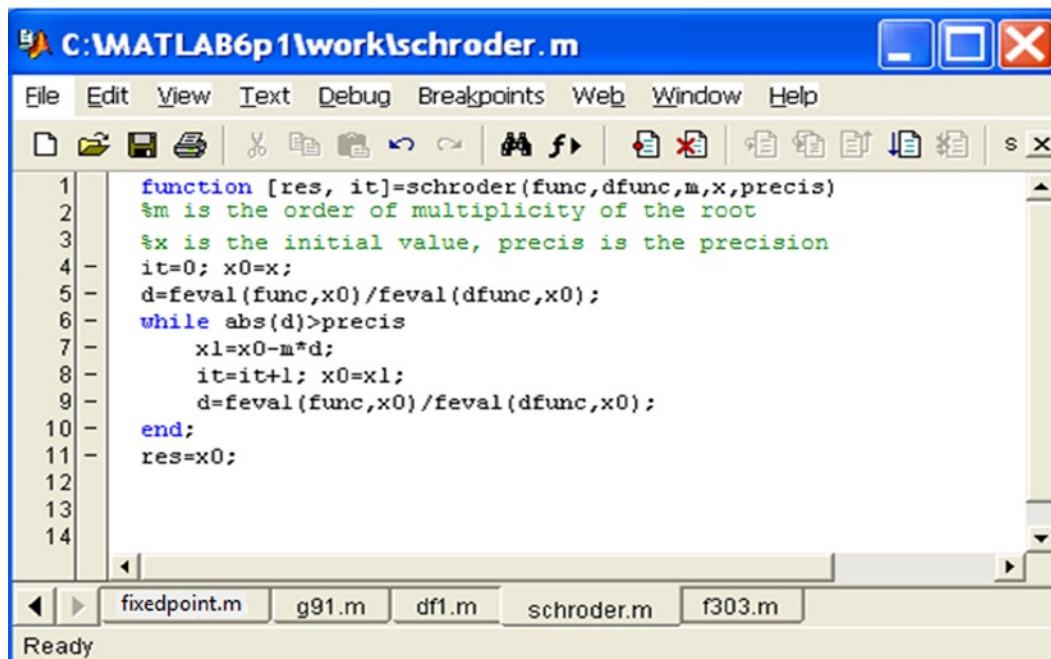 C:\MATLAB6p1\work\schroder.m
File Edit View Text Debug Breakpoints Web Window Help
s
1 function [res, it]=schroder(func,dfunc,m,x,precis)
2 %m is the order of multiplicity of the root
3 %x is the initial value, precis is the precision
4 - it=0; x0=x;
5 - d=feval(func,x0)/feval(dfunc,x0);
6 - while abs(d)>precis
7 - x1=x0-m*d;
8 - it=it+1; x0=x1;
9 - d=feval(func,x0)/feval(dfunc,x0);
10 - end;
11 - res=x0;
12
13
14
fixedpoint.m g91.m df1.m schroder.m f303.m
Ready